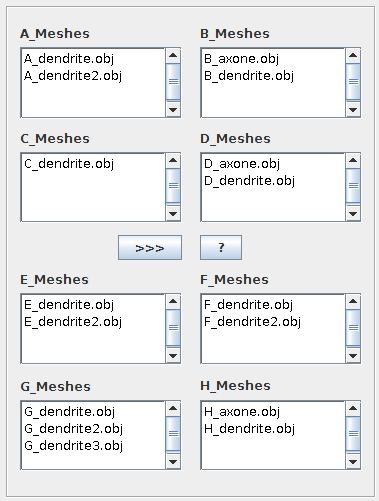 A_Meshes
A_dendrite.obj
A_dendrite2.obj
B_Meshes
B_axone.obj
B_dendrite.obj
C_Meshes
C_dendrite.obj
D_Meshes
D_axone.obj
D_dendrite.obj
>>>
?
E_Meshes
E_dendrite.obj
E_dendrite2.obj
F_Meshes
F_dendrite.obj
F_dendrite2.obj
G_Meshes
G_dendrite.obj
G_dendrite2.obj
G_dendrite3.obj
H_Meshes
H_axone.obj
H_dendrite.obj